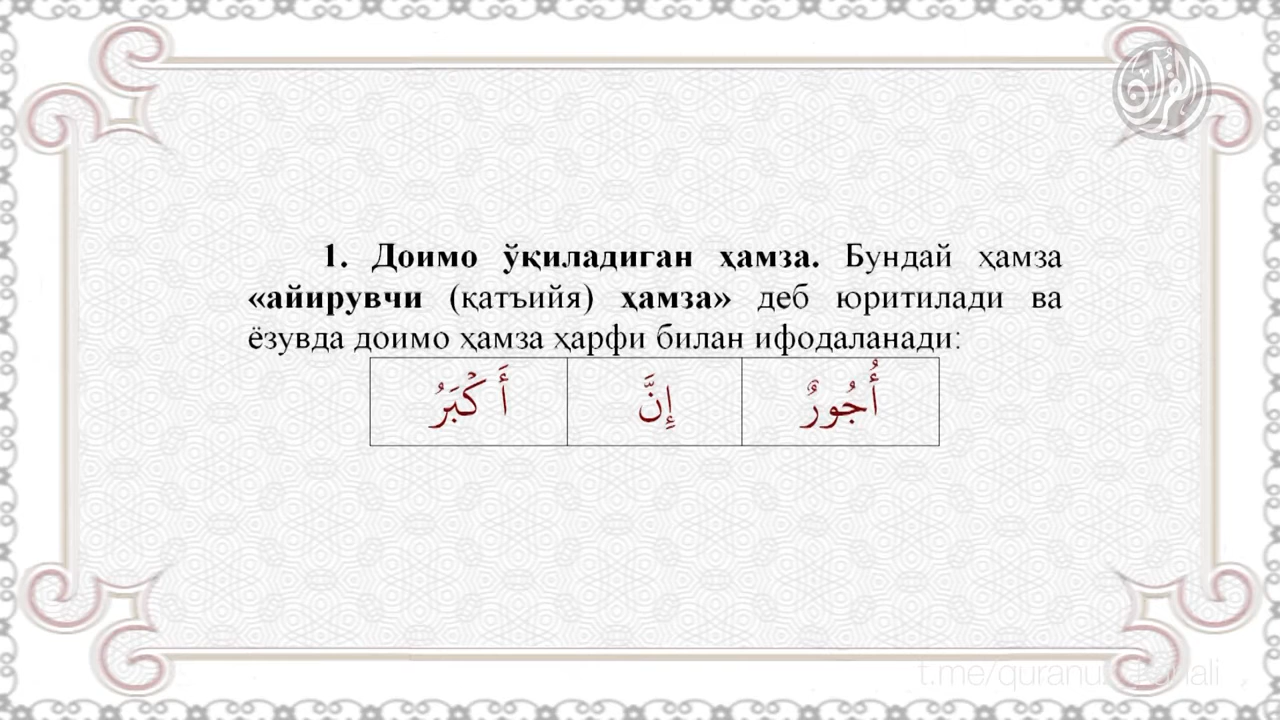 القرآن
1. Доимо ўқиладиган ҳамза. Бундай ҳамза
«айирувчи (қатъийя) ҳамза» деб юритилади ва
ёзувда доимо ҳамза ҳарфи билан ифодаланади:
أُجُورٌ إِنَّ أَكْبَرُ